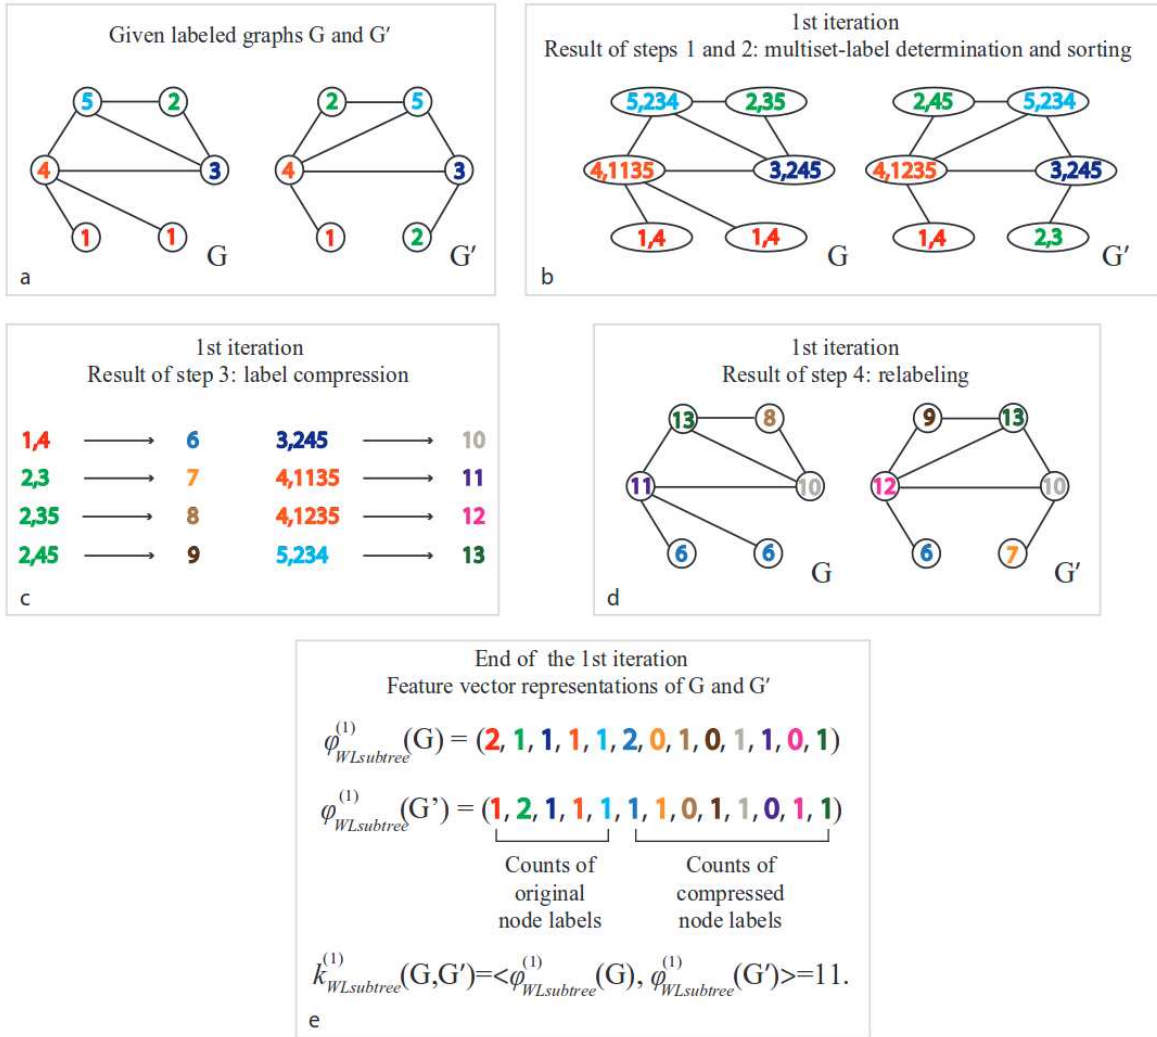 Given labeled graphs G and G′
5 2
2 5
4 3
4 3
1 1
1 2
G
G′
a
1st iteration
Result of steps 1 and 2: multiset-label determination and sorting
5,234 2,35
2,45 5,234
4,1135 3,245
4,1235 3,245
1,4 1,4
1,4 2,3
G
G′
b
1st iteration
Result of step 3: label compression
1,4 ⟶ 6 3,245 ⟶ 10
2,3 ⟶ 7 4,1135 ⟶ 11
2,35 ⟶ 8 4,1235 ⟶ 12
2,45 ⟶ 9 5,234 ⟶ 13
c
1st iteration
Result of step 4: relabeling
13 8
9 13
11 10
12 10
6 6
6 7
G
G′
d
End of the 1st iteration
Feature vector representations of G and G′
φ^(1)_WLsubtree(G) = (2, 1, 1, 1, 1, 2, 0, 1, 0, 1, 1, 0, 1)
φ^(1)_WLsubtree(G’) = (1, 2, 1, 1, 1, 1, 1, 0, 1, 1, 0, 1, 1)
Counts of
original
node labels
Counts of
compressed
node labels
k^(1)_WLsubtree(G,G′)=<φ^(1)_WLsubtree(G), φ^(1)_WLsubtree(G′)>=11.
e